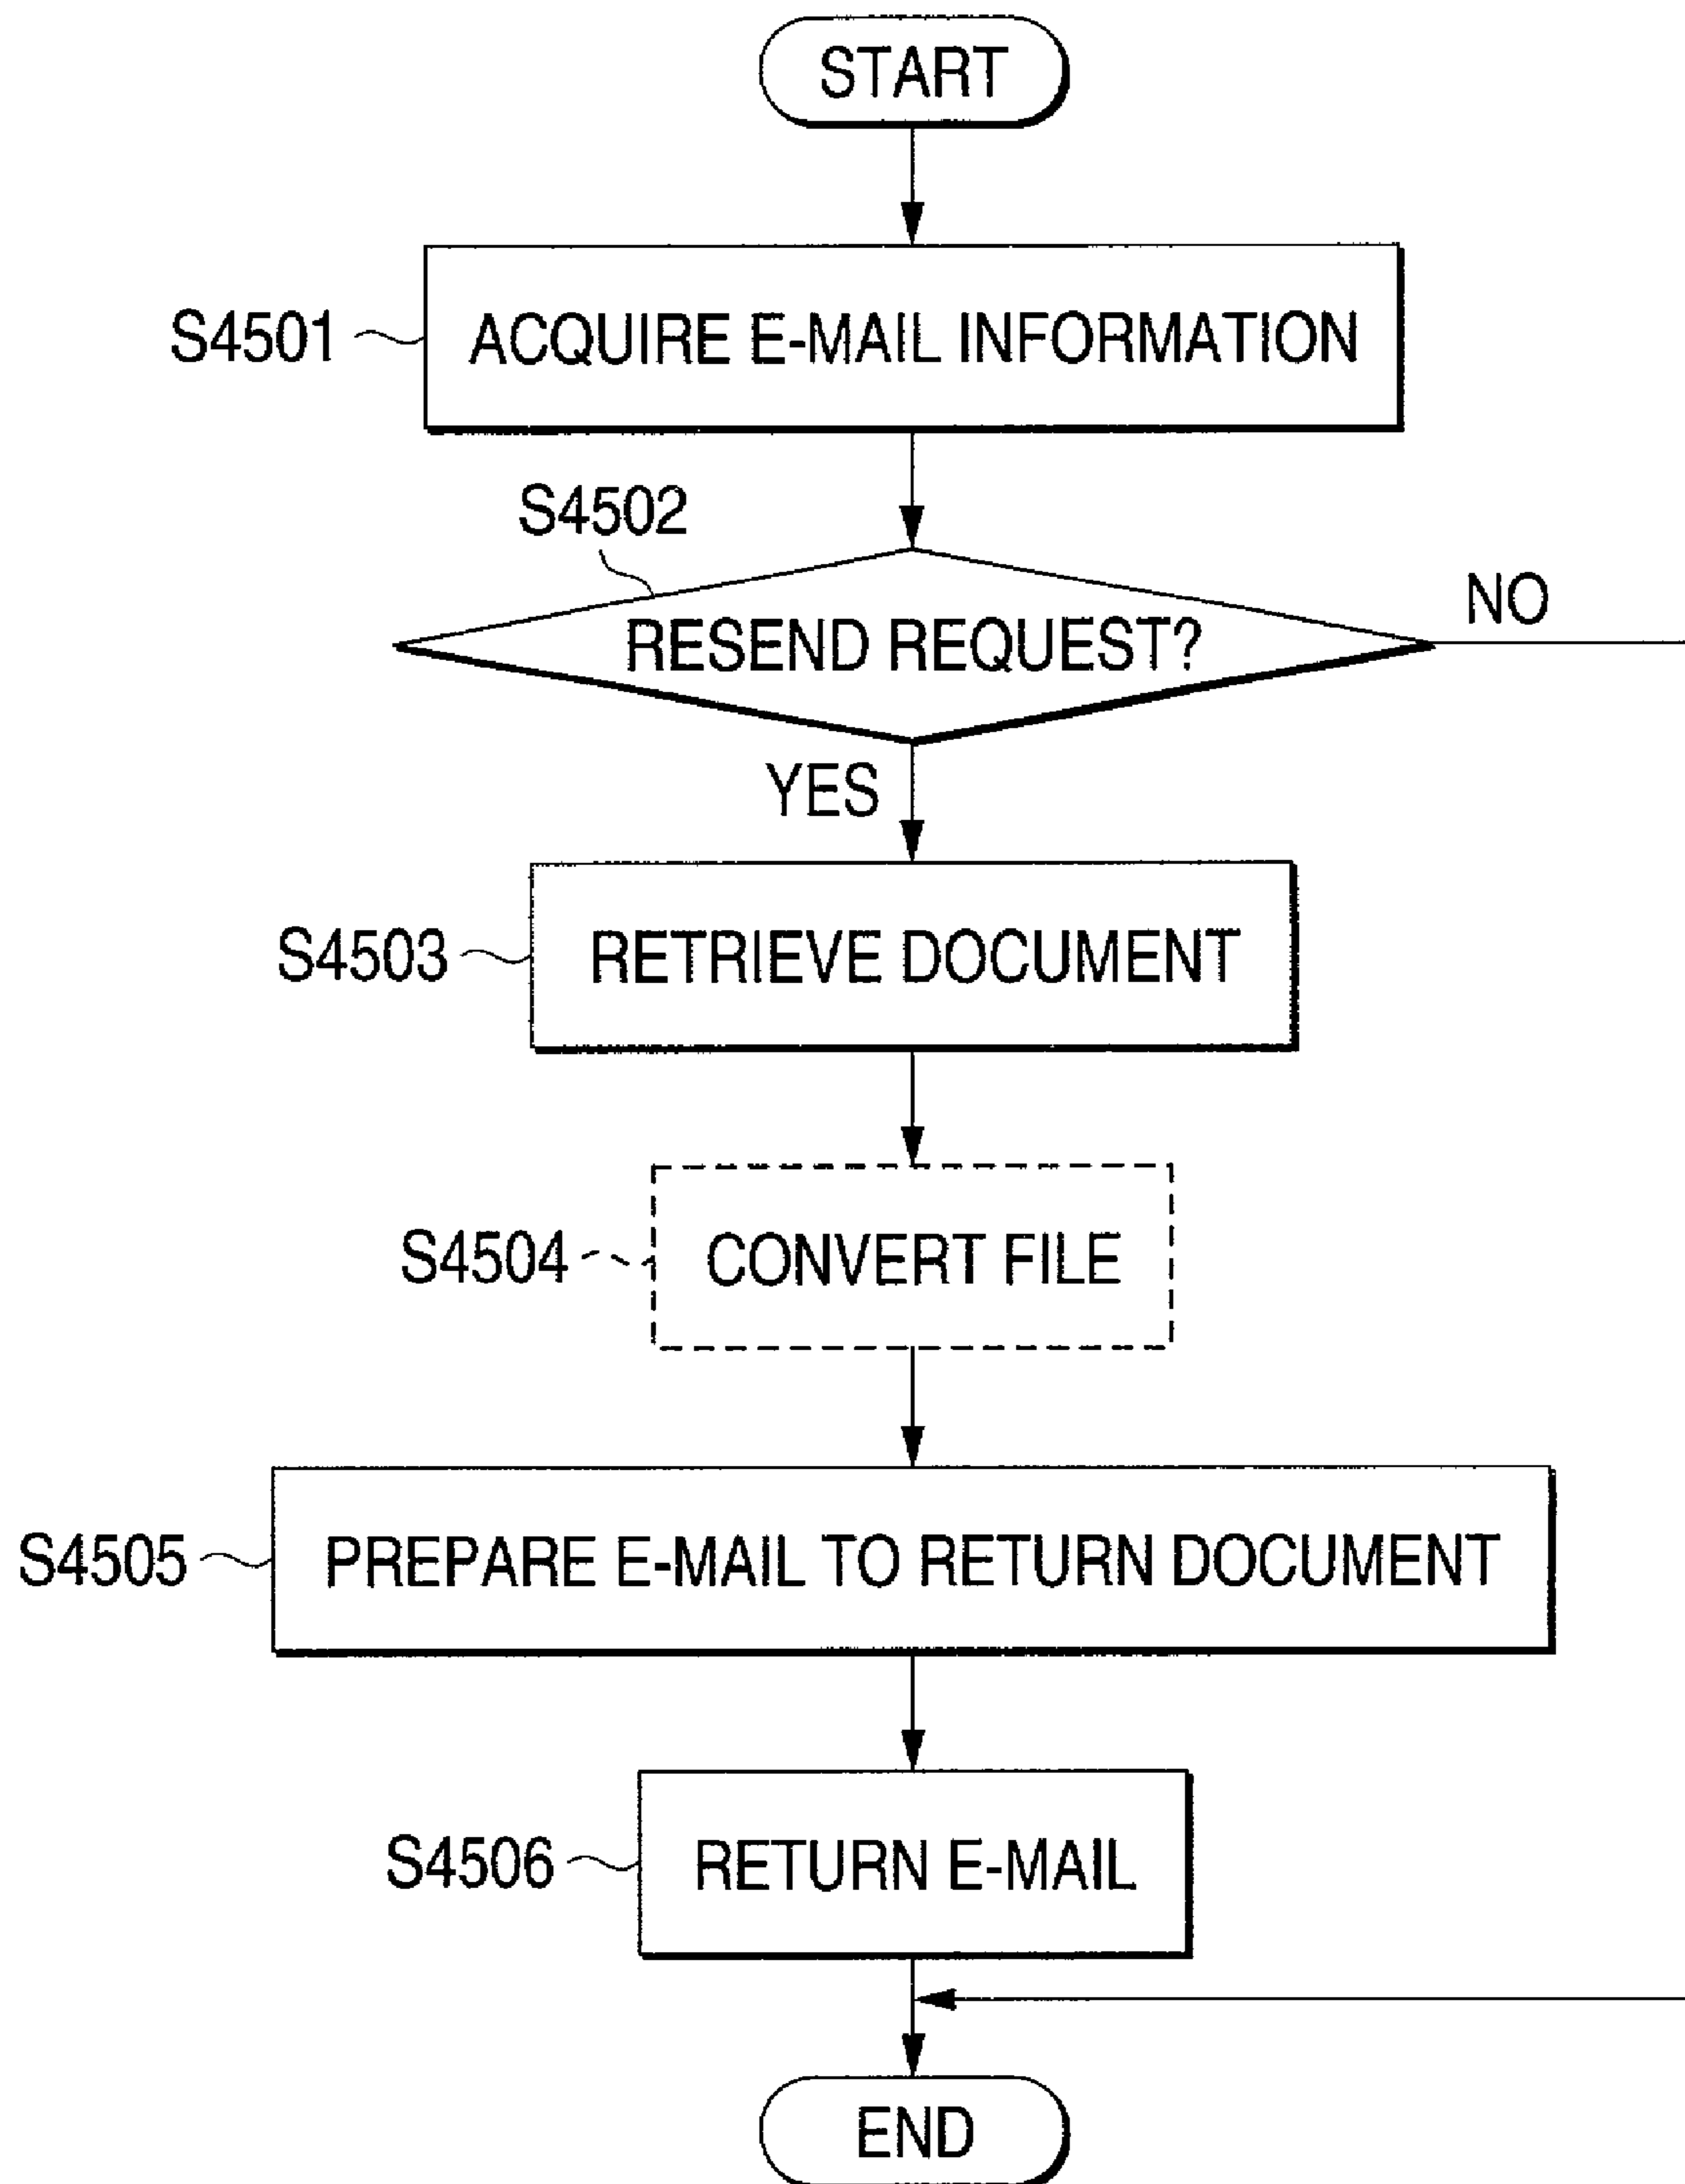 START
S4501
ACQUIRE E-MAIL INFORMATION
S4502
RESEND REQUEST?
NO
YES
S4503
RETRIEVE DOCUMENT
S4504
CONVERT FILE
S4505
PREPARE E-MAIL TO RETURN DOCUMENT
S4506
RETURN E-MAIL
END